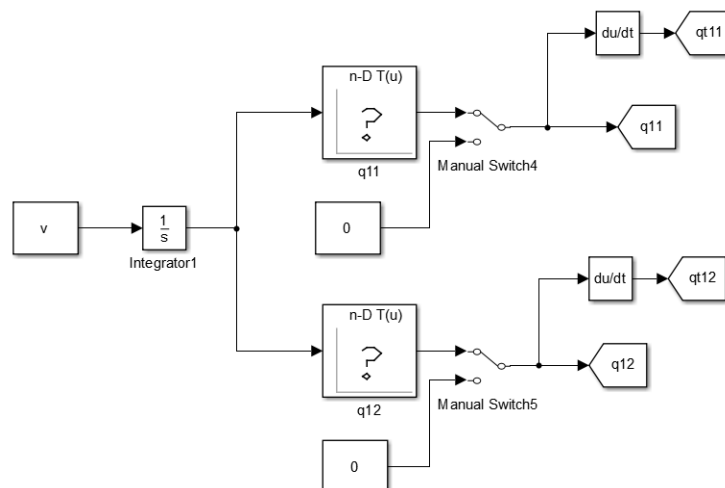 du/dt
qt11
n-D T(u)
q11
q11
Manual Switch4
0
v
1
s
Integrator1
du/dt
qt12
n-D T(u)
q12
q12
Manual Switch5
0